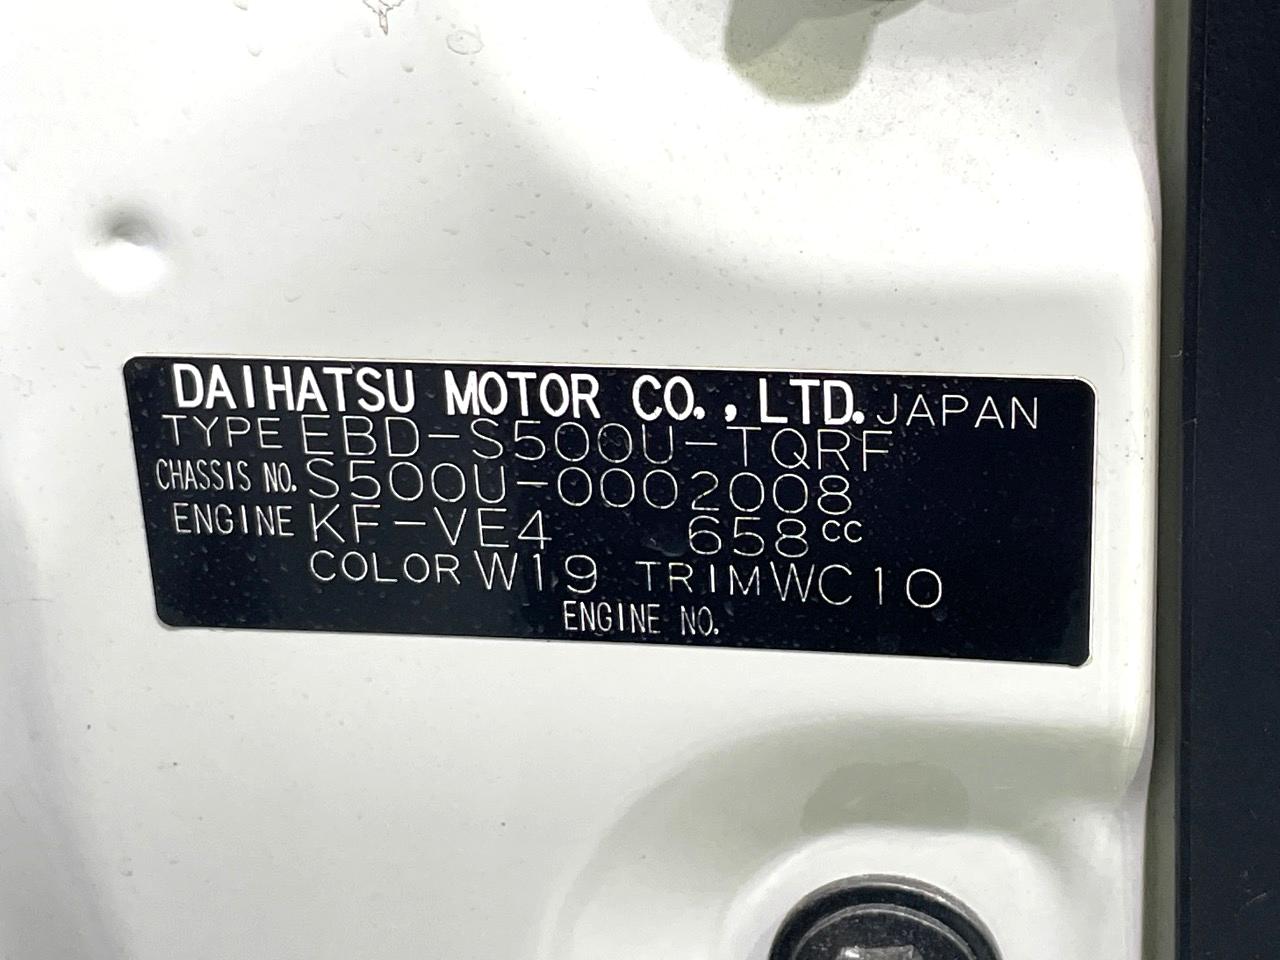 DAIHATSU MOTOR CO., LTD. JAPAN
TYPE EBD-S500U-TQRF
CHASSIS NO. S500U-0002008
ENGINE KF-VE4 658cc
COLOR W19 TRIM WC10
ENGINE NO.